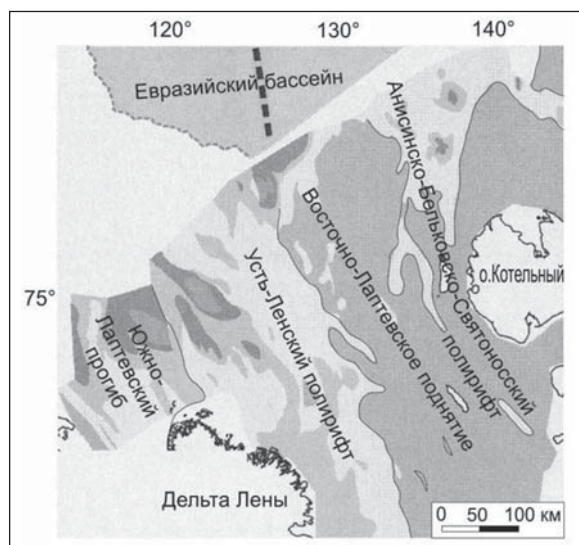 120° 130° 140°
Евразийский бассейн
Анисинско-Бельковско-Святоносский
полирифт
Восточно-Лаптевское поднятие
о.Котельный
Усть-Ленский полирифт
75°
Южно-
Лаптевский
прогиб
Дельта Лены
0 50 100 км